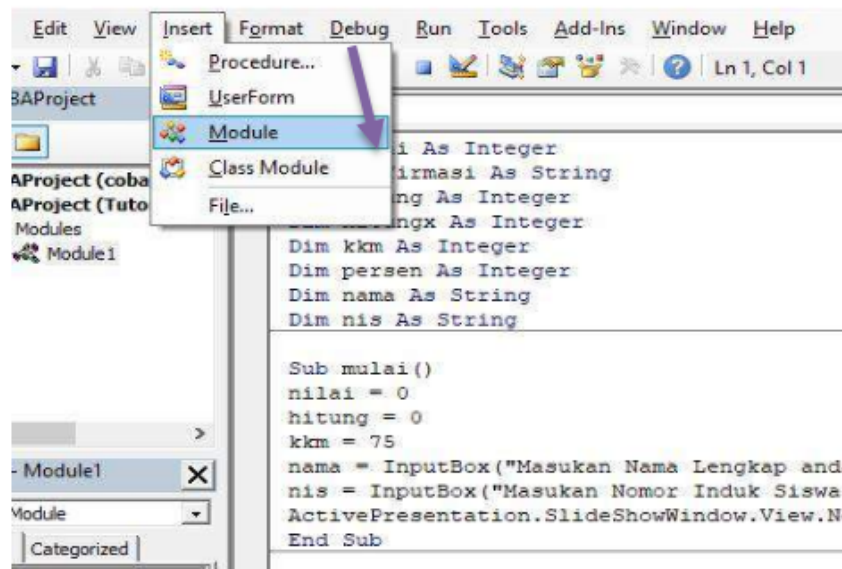 Edit View Insert Format Debug Run Tools Add-Ins Window Help
Ln 1, Col 1
Procedure...
UserForm
Module
Class Module
File...
BAProject
AProject (coba
AProject (Tuto
Modules
Module1
- Module1
Module
Categorized
i As Integer
firmasi As String
ng As Integer
ngx As Integer
Dim kkm As Integer
Dim persen As Integer
Dim nama As String
Dim nis As String
Sub mulai()
nilai = 0
hitung = 0
kkm = 75
nama = InputBox("Masukan Nama Lengkap and
nis = InputBox("Masukan Nomor Induk Siswa
ActivePresentation.SlideShowWindow.View.N
End Sub